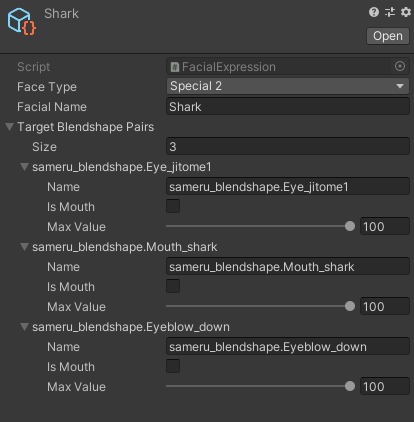 Shark
Open
Script FacialExpression
Face Type Special 2
Facial Name Shark
Target Blendshape Pairs
Size 3
sameru_blendshape.Eye_jitome1
Name sameru_blendshape.Eye_jitome1
Is Mouth
Max Value 100
sameru_blendshape.Mouth_shark
Name sameru_blendshape.Mouth_shark
Is Mouth
Max Value 100
sameru_blendshape.Eyeblow_down
Name sameru_blendshape.Eyeblow_down
Is Mouth
Max Value 100